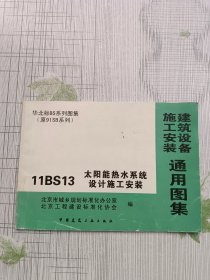 华北标BS系列图集
（原91SB系列）
11BS13
太阳能热水系统
设计施工安装
北京市城乡规划标准化办公室
北京工程建设标准化协会
编
中国建筑工业出版社
建筑设备
施工安装
通用图集